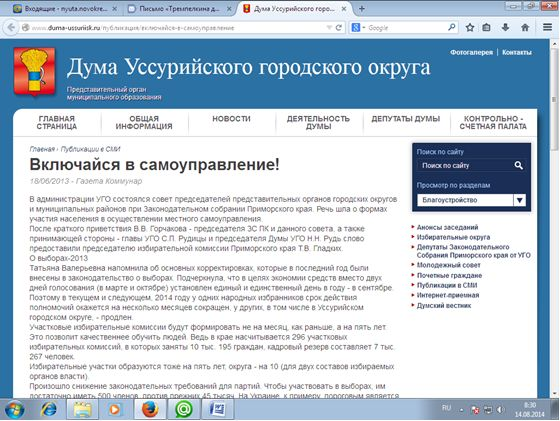 Входящие - nyuta.novokre...
Письмо «Тремпелкина д...
Дума Уссурийского горо...
www.duma-ussuriisk.ru/публикация/включайся-в-самоуправление
Google
Фотогалерея | Контакты
Дума Уссурийского городского округа
Представительный орган
муниципального образования
ГЛАВНАЯ СТРАНИЦА
ОБЩАЯ ИНФОРМАЦИЯ
НОВОСТИ
ДЕЯТЕЛЬНОСТЬ ДУМЫ
ДЕПУТАТЫ ДУМЫ
КОНТРОЛЬНО - СЧЕТНАЯ ПАЛАТА
Главная › Публикации в СМИ
Включайся в самоуправление!
18/06/2013 - Газета Коммунар
В администрации УГО состоялся совет председателей представительных органов городских округов
и муниципальных районов при Законодательном собрании Приморского края. Речь шла о формах
участия населения в осуществлении местного самоуправления.
После краткого приветствия В.В. Горчакова - председателя ЗС ПК и данного совета, а также
принимающей стороны - главы УГО С.П. Рудицы и председателя Думы УГО Н.Н. Рудь слово
предоставили председателю избирательной комиссии Приморского края Т.В. Гладких.
О выборах-2013
Татьяна Валерьевна напомнила об основных корректировках, которые в последний год были
внесены в законодательство о выборах. Подчеркнула, что в целях экономии средств вместо двух
дней голосования (в марте и октябре) установлен единый и единственный день в году - в сентябре.
Поэтому в текущем и следующем, 2014 году у одних народных избранников срок действия
полномочий окажется на несколько месяцев сокращен, у других, в том числе в Уссурийском
городском округе, - продлен.
Участковые избирательные комиссии будут формировать не на месяц, как раньше, а на пять лет.
Это позволит качественнее обучить людей. Ведь в крае насчитывается 296 участковых
избирательных комиссий, в которых заняты 10 тыс. 195 граждан, кадровый резерв составляет 7 тыс.
267 человек.
Избирательные участки образуются тоже на пять лет, округа - на 10 (для двух составов избираемых
органов власти).
Произошло снижение законодательных требований для партий. Чтобы участвовать в выборах, им
достаточно иметь 500 членов, против прежних 45 тысяч. На Украине, к примеру, пороговым является
Поиск по сайту
Поиск по сайту
Просмотр по разделам
Благоустройство
Анонсы заседаний
Избирательные округа
Депутаты Законодательного
Собрания Приморского края от УГО
Молодежный совет
Почетные граждане
Публикации в СМИ
Интернет-приемная
Думский вестник
RU
8:30
14.08.2014